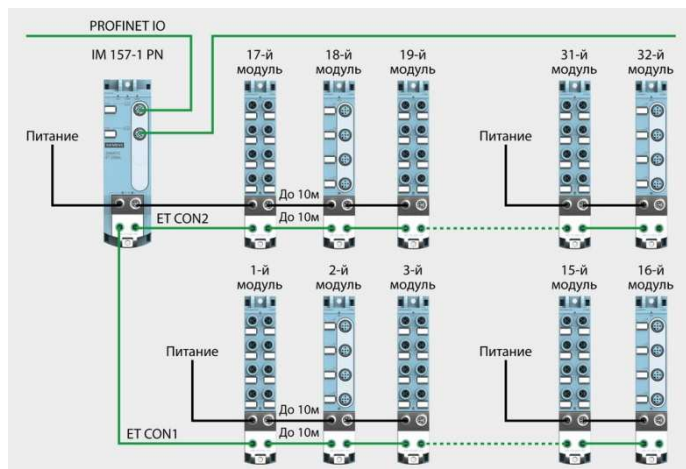 PROFINET IO
IM 157-1 PN
17-й
модуль
18-й
модуль
19-й
модуль
31-й
модуль
32-й
модуль
Питание
Питание
До 10м
До 10м
ET CON2
1-й
модуль
2-й
модуль
3-й
модуль
15-й
модуль
16-й
модуль
Питание
Питание
До 10м
До 10м
ET CON1